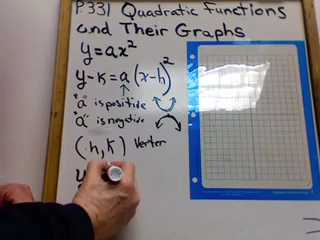 P331 Quadratic Functions
and Their Graphs
y=ax²
y-k=a(x-h)²
"a" is positive
"a" is negative
(h,k) Vertex
y